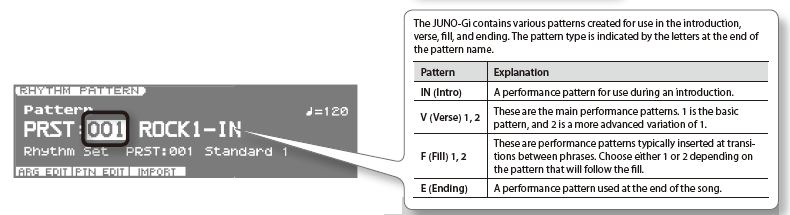 The JUNO-Gi contains various patterns created for use in the introduction,
verse, fill, and ending. The pattern type is indicated by the letters at the end of
the pattern name.
Pattern Explanation
IN (Intro) A performance pattern for use during an introduction.
V (Verse) 1, 2 These are the main performance patterns. 1 is the basic
pattern, and 2 is a more advanced variation of 1.
F (Fill) 1, 2 These are performance patterns typically inserted at transi-
tions between phrases. Choose either 1 or 2 depending on
the pattern that will follow the fill.
E (Ending) A performance pattern used at the end of the song.
RHYTHM PATTERN
Pattern ♩=120
PRST:001 ROCK1-IN
Rhythm Set PRST:001 Standard 1
ARG EDIT PTN EDIT IMPORT